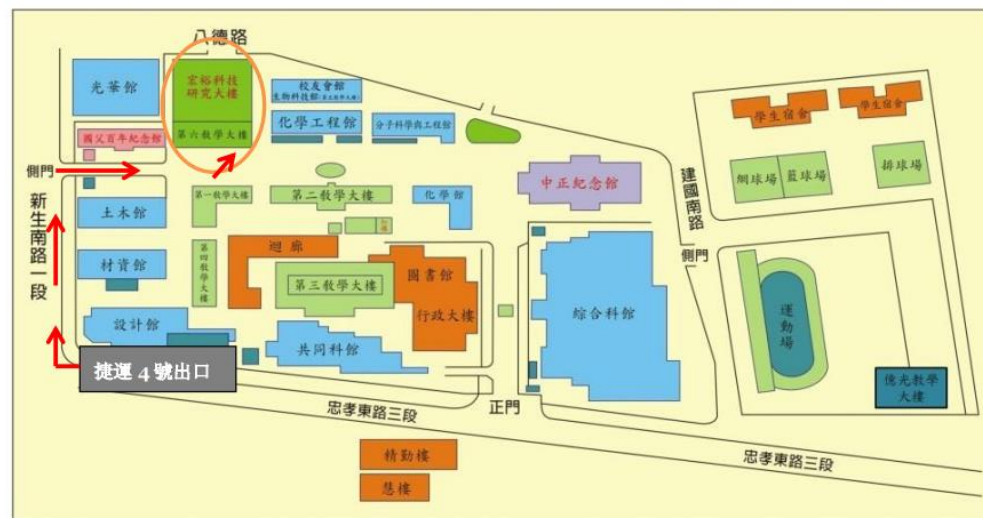 八德路
光華館
宏裕科技
研究大樓
校友會館
化學工程館
分子科學與工程館
國父百年紀念館
第六教學大樓
學生宿舍
學生宿舍
側門
新生南路一段
土木館
第一教學大樓
第二教學大樓
化學館
中正紀念館
建國南路
網球場
籃球場
排球場
材資館
第四教學大樓
迴廊
第三教學大樓
圖書館
行政大樓
綜合科館
側門
運動場
設計館
共同科館
捷運 4 號出口
億光教學
大樓
忠孝東路三段
正門
忠孝東路三段
精勤樓
慧樓